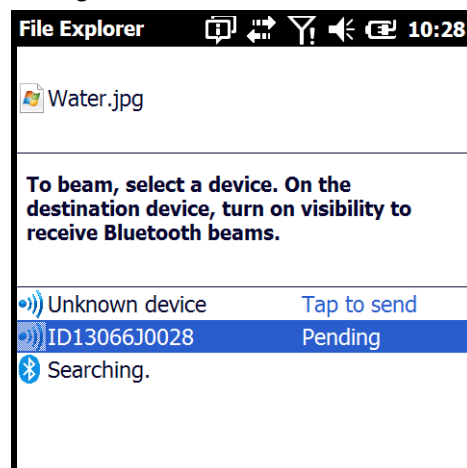 File Explorer 10:28
Water.jpg
To beam, select a device. On the
destination device, turn on visibility to
receive Bluetooth beams.
Unknown device Tap to send
ID13066J0028 Pending
Searching.